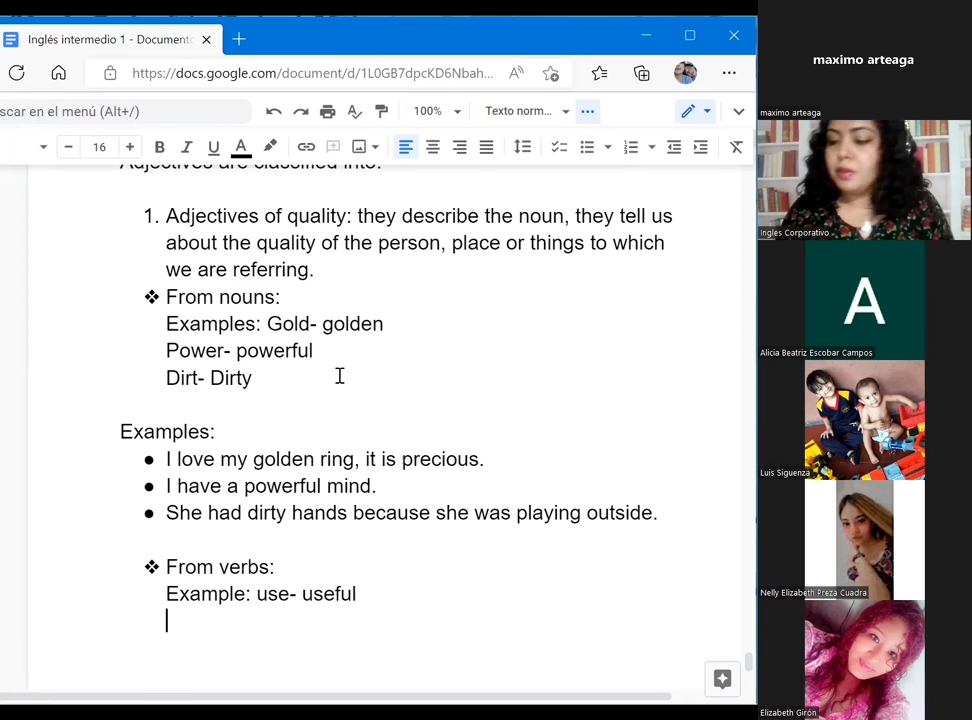 Inglés intermedio 1 - Documento
https://docs.google.com/document/d/1L0GB7dpcKD6Nbah...
scar en el menú (Alt+/)
100%
Texto norm...
16
Adjectives are classified into:
1. Adjectives of quality: they describe the noun, they tell us
about the quality of the person, place or things to which
we are referring.
❖ From nouns:
Examples: Gold- golden
Power- powerful
Dirt- Dirty
Examples:
● I love my golden ring, it is precious.
● I have a powerful mind.
● She had dirty hands because she was playing outside.
❖ From verbs:
Example: use- useful
maximo arteaga
maximo arteaga
Ingles Corporativo
A
Alicia Beatriz Escobar Campos
Luis Siguenza
Nelly Elizabeth Preza Cuadra
Elizabeth Girón